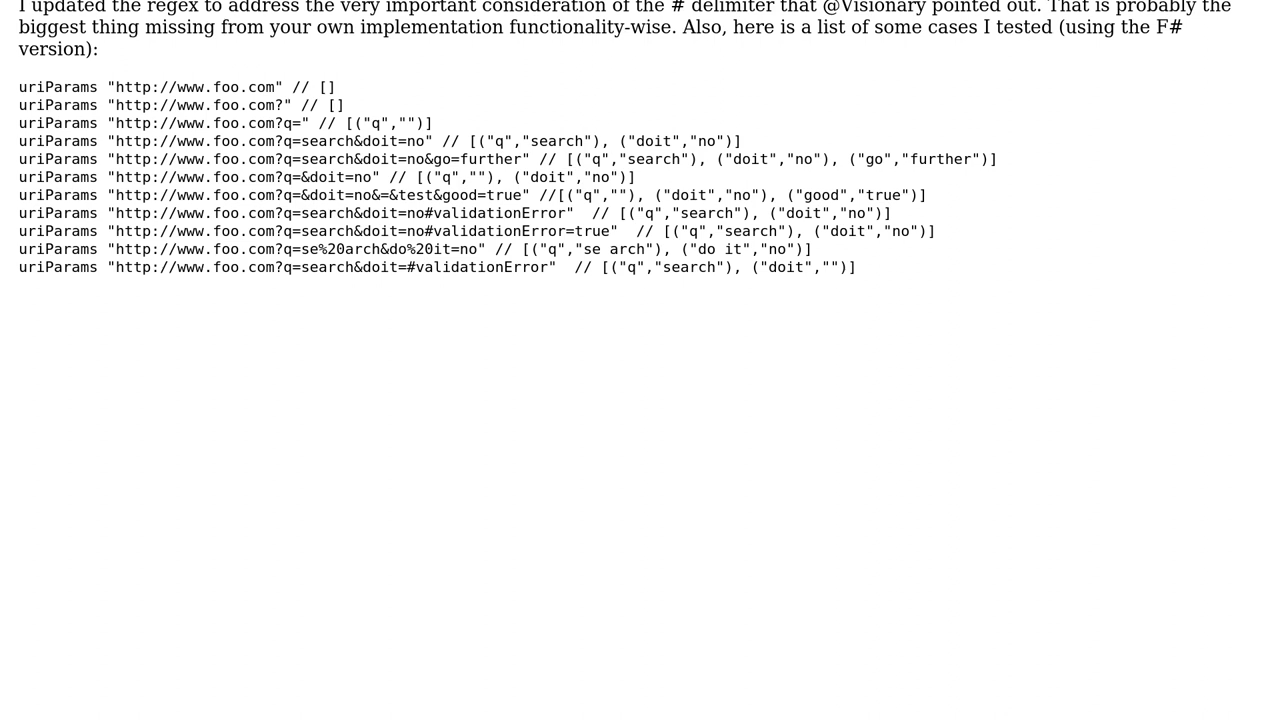 I updated the regex to address the very important consideration of the # delimiter that @Visionary pointed out. That is probably the
biggest thing missing from your own implementation functionality-wise. Also, here is a list of some cases I tested (using the F#
version):
uriParams "http://www.foo.com" // []
uriParams "http://www.foo.com?" // []
uriParams "http://www.foo.com?q=" // [("q","")]
uriParams "http://www.foo.com?q=search&doit=no" // [("q","search"), ("doit","no")]
uriParams "http://www.foo.com?q=search&doit=no&go=further" // [("q","search"), ("doit","no"), ("go","further")]
uriParams "http://www.foo.com?q=&doit=no" // [("q",""), ("doit","no")]
uriParams "http://www.foo.com?q=&doit=no&=&test&good=true" //[("q",""), ("doit","no"), ("good","true")]
uriParams "http://www.foo.com?q=search&doit=no#validationError"  // [("q","search"), ("doit","no")]
uriParams "http://www.foo.com?q=search&doit=no#validationError=true"  // [("q","search"), ("doit","no")]
uriParams "http://www.foo.com?q=se%20arch&do%20it=no" // [("q","se arch"), ("do it","no")]
uriParams "http://www.foo.com?q=search&doit=#validationError"  // [("q","search"), ("doit","")]